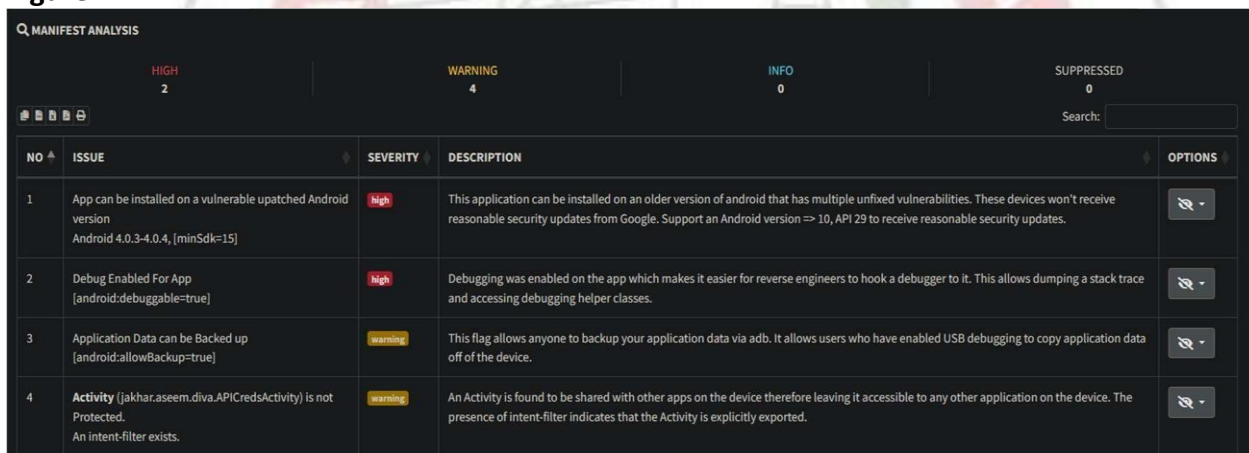 MANIFEST ANALYSIS
HIGH
2
WARNING
4
INFO
0
SUPPRESSED
0
Search:
NO ISSUE SEVERITY DESCRIPTION OPTIONS
1 App can be installed on a vulnerable upatched Android high This application can be installed on an older version of android that has multiple unfixed vulnerabilities. These devices won't receive
version reasonable security updates from Google. Support an Android version => 10, API 29 to receive reasonable security updates.
Android 4.0.3-4.0.4, [minSdk=15]
2 Debug Enabled For App high Debugging was enabled on the app which makes it easier for reverse engineers to hook a debugger to it. This allows dumping a stack trace
[android:debuggable=true] and accessing debugging helper classes.
3 Application Data can be Backed up warning This flag allows anyone to backup your application data via adb. It allows users who have enabled USB debugging to copy application data
[android:allowBackup=true] off of the device.
4 Activity (jakhar.aseem.diva.APICredsActivity) is not warning An Activity is found to be shared with other apps on the device therefore leaving it accessible to any other application on the device. The
Protected. presence of intent-filter indicates that the Activity is explicitly exported.
An intent-filter exists.